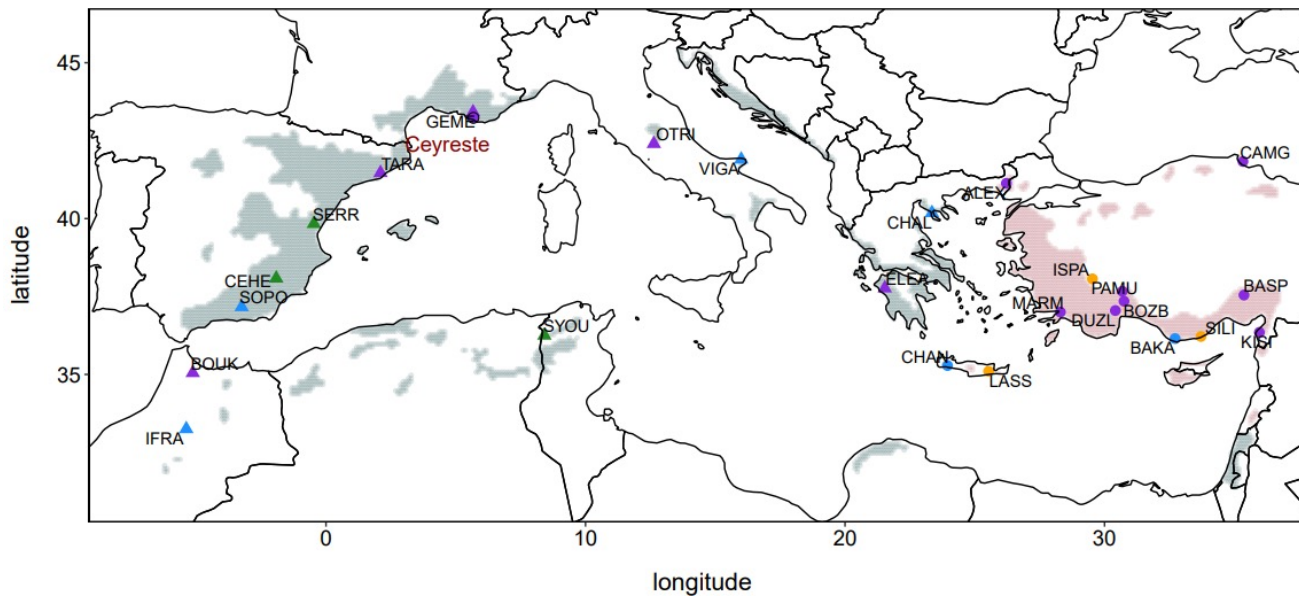 45
GEME
Ceyreste
TARA
OTRI
VIGA
CAMG
ALEX
latitude
40
SERR
CHAL
CEHE
SOPO
ELEA
ISPA
PAMU
BASP
MARM
DUZL
BOZB
SYOU
SILI
BAKA
KISI
35
BOUK
CHAN
LASS
IFRA
0
10
20
30
longitude